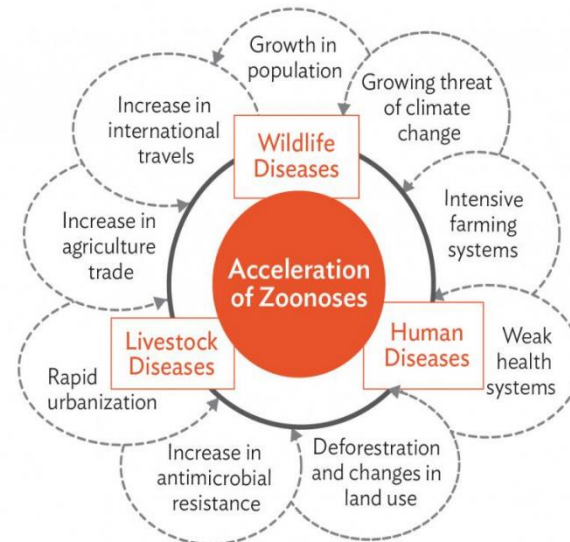 Growth in
population
Growing threat
of climate
change
Intensive
farming
systems
Weak
health
systems
Deforestration
and changes in
land use
Increase in
antimicrobial
resistance
Rapid
urbanization
Increase in
agriculture
trade
Increase in
international
travels
Wildlife
Diseases
Human
Diseases
Livestock
Diseases
Acceleration
of Zoonoses